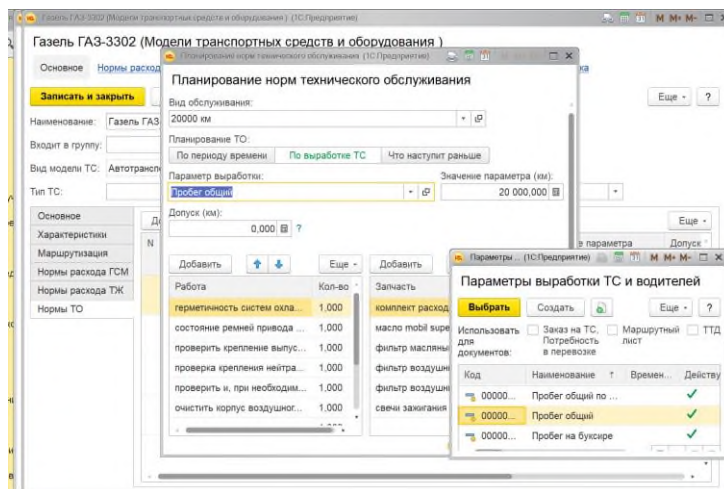 Газель ГАЗ-3302 (Модели транспортных средств и оборудования) (1С:Предприятие)
M M+ M-
Газель ГАЗ-3302 (Модели транспортных средств и оборудования )
Основное Нормы расход
Записать и закрыть
Еще ?
Наименование: Газель ГАЗ
Входит в группу:
Вид модели ТС: Автотрансп
Тип ТС:
Основное
Характеристики
Маршрутизация
Нормы расхода ГСМ
Нормы расхода ТЖ
Нормы ТО
N
Еще
е параметра Допуск
Планирование норм технического обслуживания (1С:Предприятие)
Планирование норм технического обслуживания
Вид обслуживания:
20000 км
Планирование ТО:
По периоду времени По выработке ТС Что наступит раньше
Параметр выработки: Значение параметра (км):
Пробег общий 20 000,000
Допуск (км):
0,000 ?
Добавить Еще Добавить
Работа Кол-во Запчасть
герметичность систем охла... 1,000 комплект расход
состояние ремней привода ... 1,000 масло mobil supe
проверить крепление выпус... 1,000 фильтр масляны
проверка крепления нейтра... 1,000 фильтр воздушн
проверить и, при необходим... 1,000 фильтр воздушн
очистить корпус воздушног... 1,000 свечи зажигания
Параметры ... (1С:Предприятие) M M+ M-
Параметры выработки ТС и водителей
Выбрать Создать Еще ?
Использовать для документов: Заказ на ТС, Потребность в перевозке Маршрутный лист ТТД
Код Наименование Времен... Действу
00000... Пробег общий по ...
00000... Пробег общий
00000... Пробег на буксире